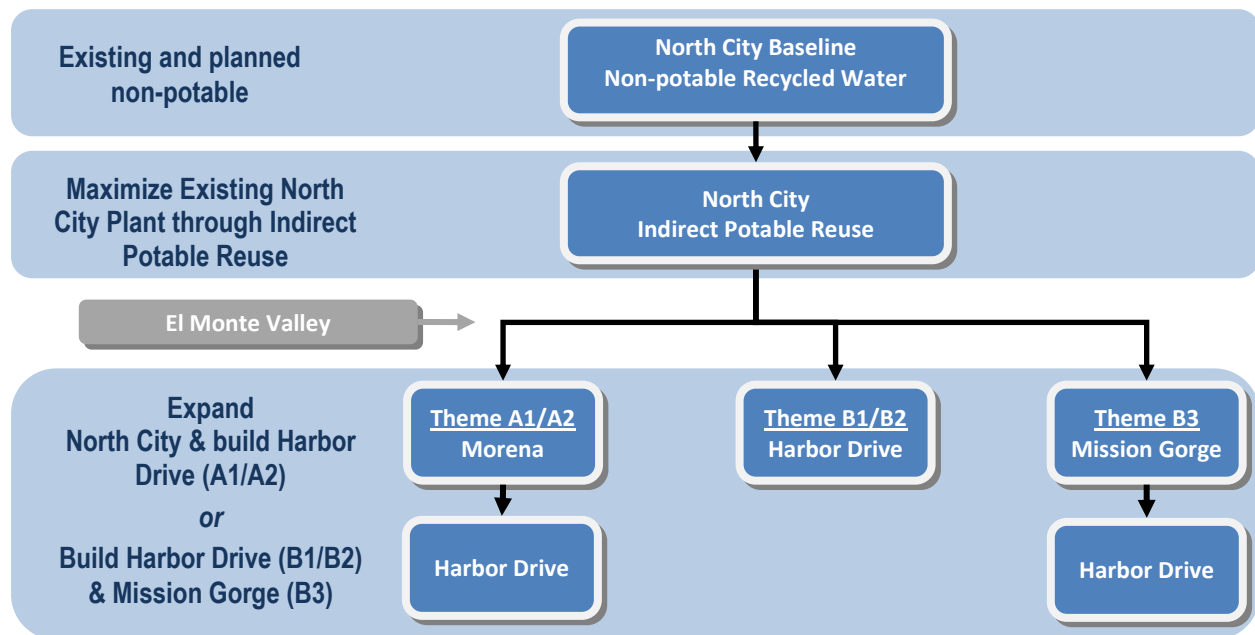 Existing and planned
non-potable
North City Baseline
Non-potable Recycled Water
Maximize Existing North
City Plant through Indirect
Potable Reuse
North City
Indirect Potable Reuse
El Monte Valley
Expand
North City & build Harbor
Drive (A1/A2)
or
Build Harbor Drive (B1/B2)
& Mission Gorge (B3)
Theme A1/A2
Morena
Theme B1/B2
Harbor Drive
Theme B3
Mission Gorge
Harbor Drive
Harbor Drive